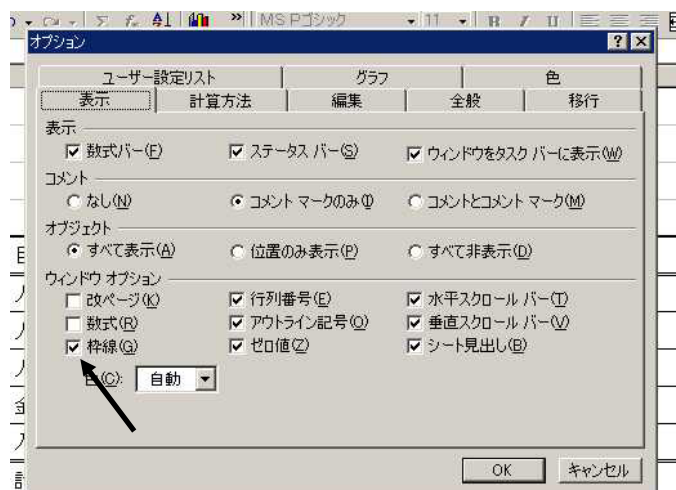 MS Pゴシック 11 B I U
オプション
ユーザー設定リスト グラフ 色
表示 計算方法 編集 全般 移行
表示
数式バー(F) ステータス バー(S) ウィンドウをタスク バーに表示(W)
コメント
なし(N) コメント マークのみ(I) コメントとコメント マーク(M)
オブジェクト
すべて表示(A) 位置のみ表示(P) すべて非表示(D)
ウィンドウ オプション
改ページ(K) 行列番号(E) 水平スクロール バー(T)
数式(R) アウトライン記号(O) 垂直スクロール バー(V)
枠線(G) ゼロ値(Z) シート見出し(B)
色(C): 自動
OK キャンセル